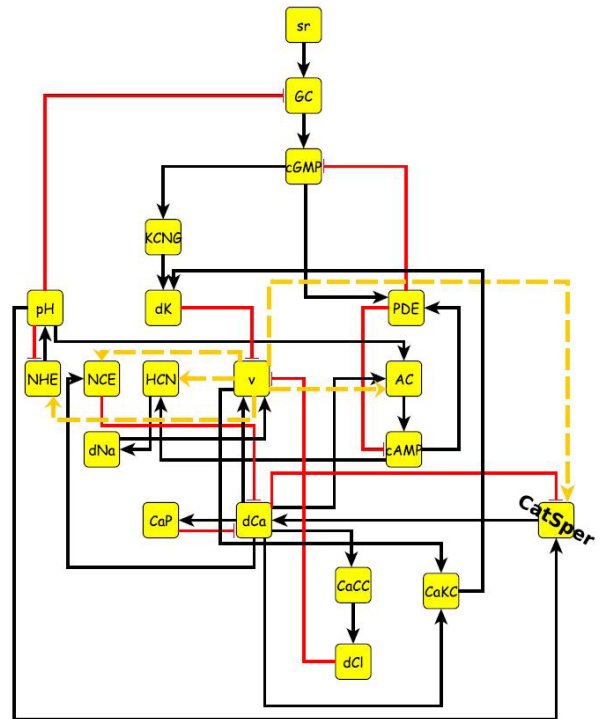 sr
GC
cGMP
KCNG
dK
pH
PDE
NHE
NCE
HCN
v
AC
dNa
cAMP
CaP
dCa
CatSper
CaCC
CaKC
dCl